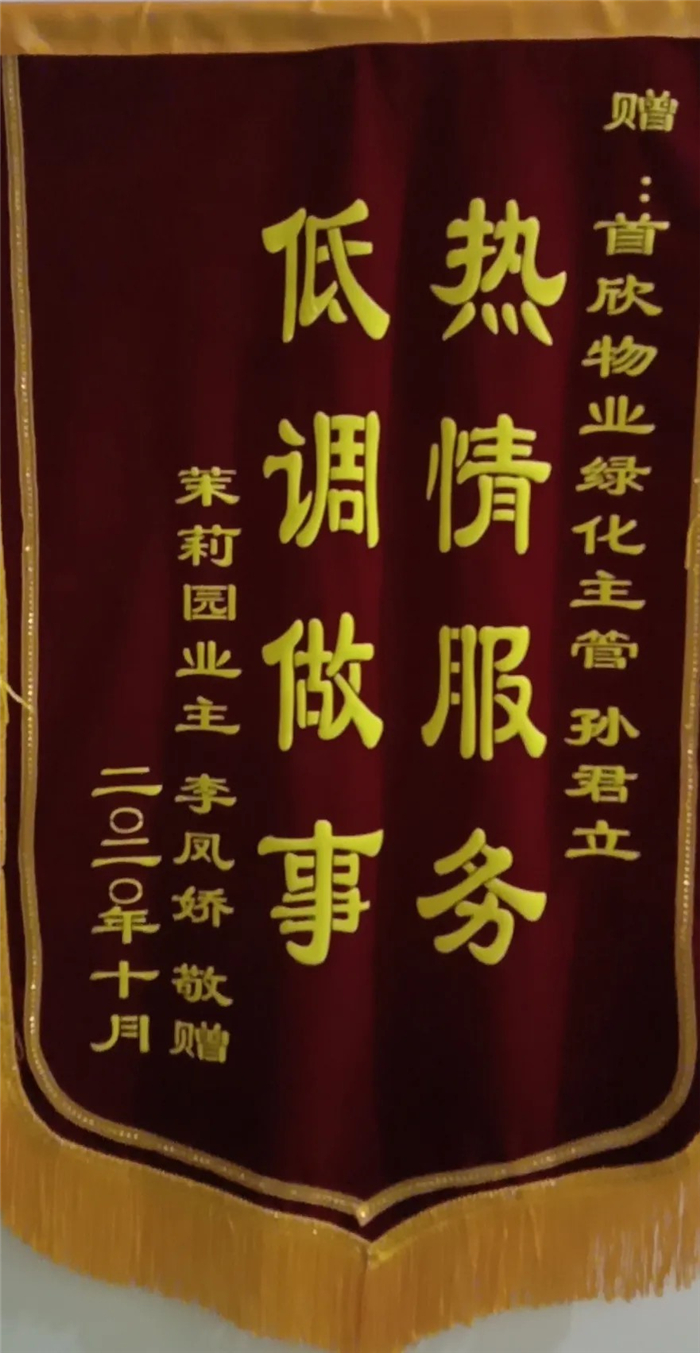 赠：首欣物业绿化主管 孙君立
热情服务
低调做事
茉莉园业主 李凤娇 敬赠
二〇二〇年十月